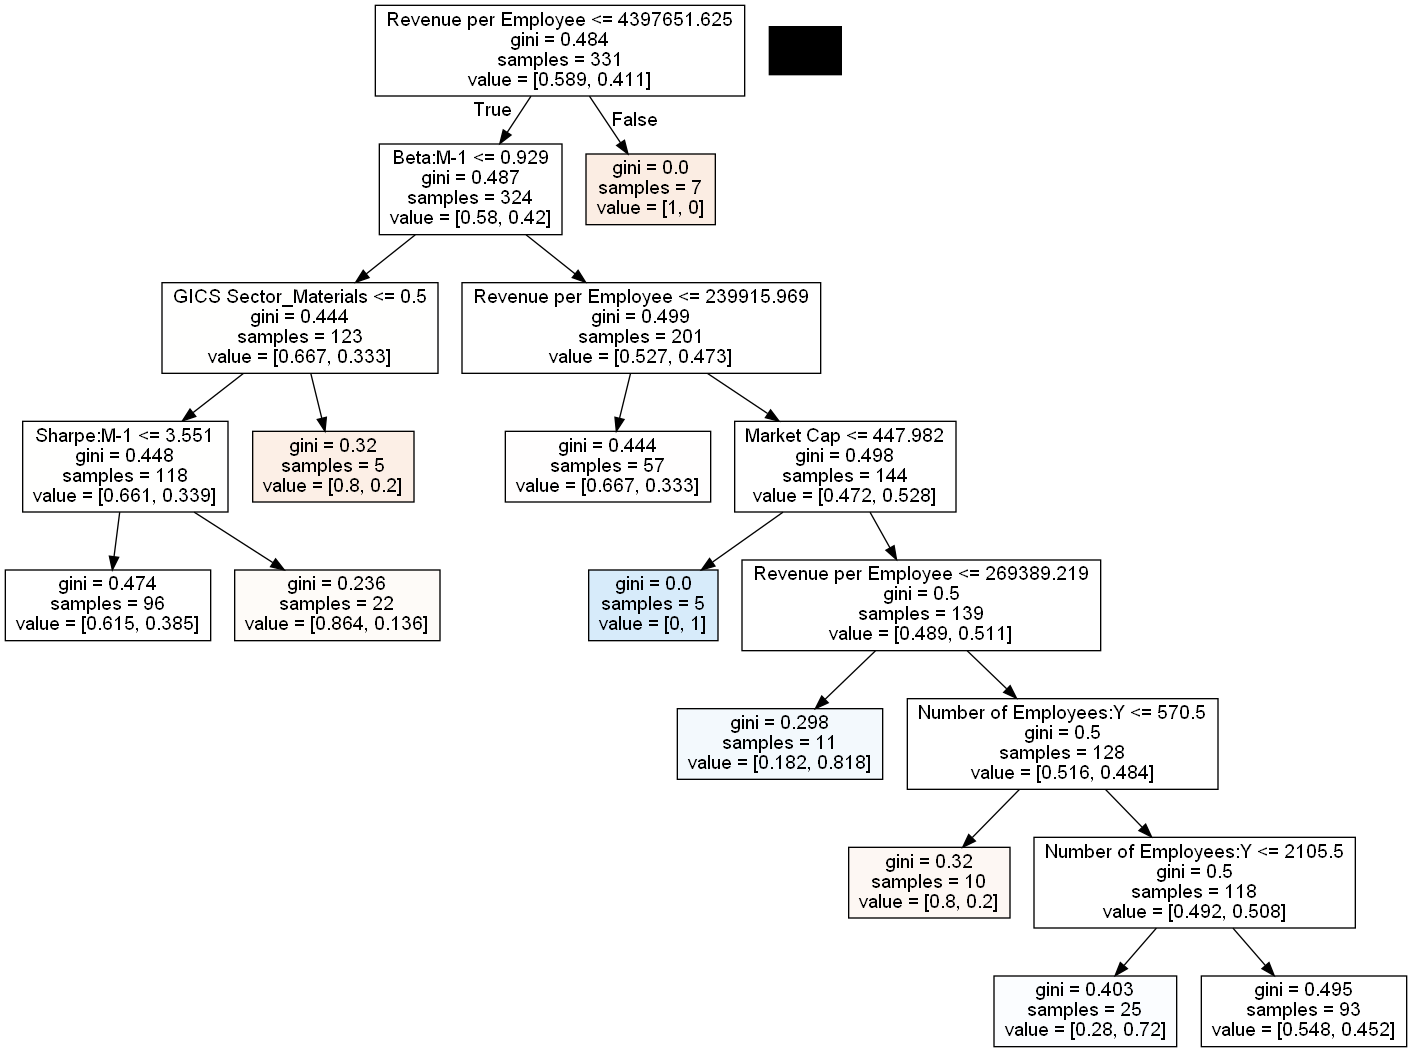 Revenue per Employee <= 4397651.625
gini = 0.484
samples = 331
value = [0.589, 0.411]
True
False
Beta:M-1 <= 0.929
gini = 0.487
samples = 324
value = [0.58, 0.42]
gini = 0.0
samples = 7
value = [1, 0]
GICS Sector_Materials <= 0.5
gini = 0.444
samples = 123
value = [0.667, 0.333]
Revenue per Employee <= 239915.969
gini = 0.499
samples = 201
value = [0.527, 0.473]
Sharpe:M-1 <= 3.551
gini = 0.448
samples = 118
value = [0.661, 0.339]
gini = 0.32
samples = 5
value = [0.8, 0.2]
gini = 0.444
samples = 57
value = [0.667, 0.333]
Market Cap <= 447.982
gini = 0.498
samples = 144
value = [0.472, 0.528]
gini = 0.474
samples = 96
value = [0.615, 0.385]
gini = 0.236
samples = 22
value = [0.864, 0.136]
gini = 0.0
samples = 5
value = [0, 1]
Revenue per Employee <= 269389.219
gini = 0.5
samples = 139
value = [0.489, 0.511]
gini = 0.298
samples = 11
value = [0.182, 0.818]
Number of Employees:Y <= 570.5
gini = 0.5
samples = 128
value = [0.516, 0.484]
gini = 0.32
samples = 10
value = [0.8, 0.2]
Number of Employees:Y <= 2105.5
gini = 0.5
samples = 118
value = [0.492, 0.508]
gini = 0.403
samples = 25
value = [0.28, 0.72]
gini = 0.495
samples = 93
value = [0.548, 0.452]